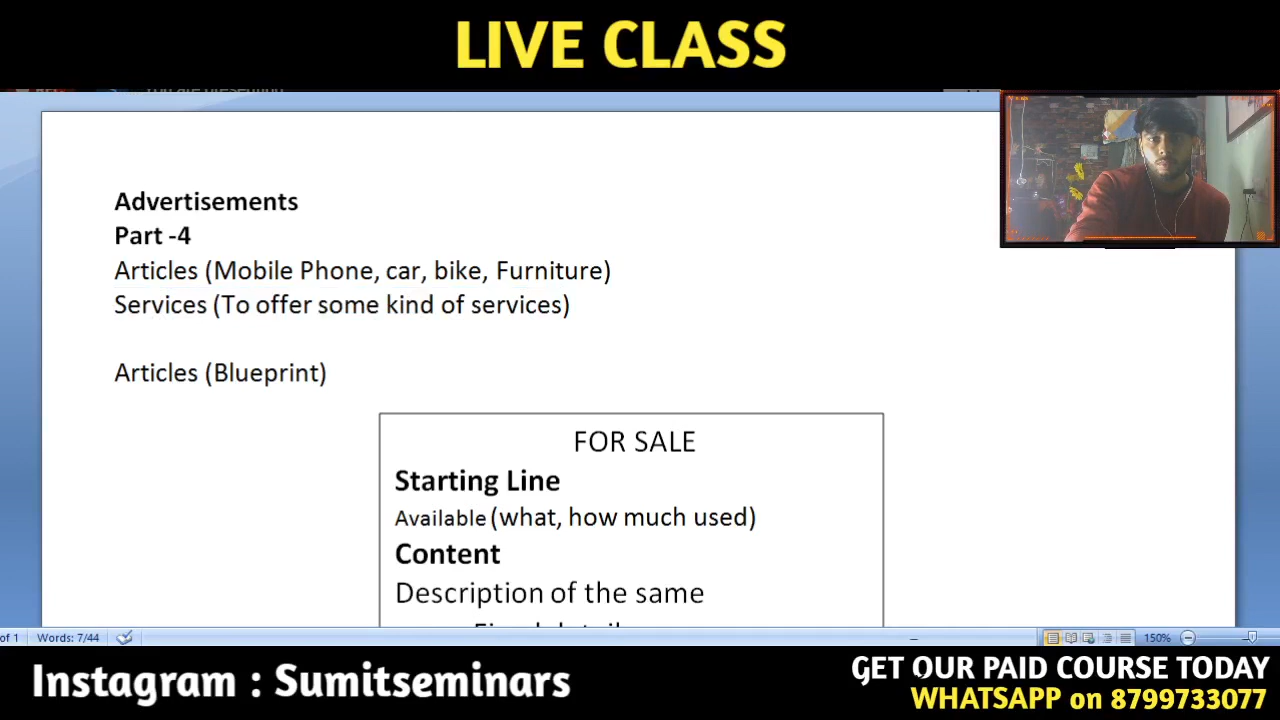 LIVE CLASS
Advertisements
Part -4
Articles (Mobile Phone, car, bike, Furniture)
Services (To offer some kind of services)
Articles (Blueprint)
FOR SALE
Starting Line
Available (what, how much used)
Content
Description of the same
of 1 Words: 7/44 150%
Instagram : Sumitseminars
GET OUR PAID COURSE TODAY
WHATSAPP on 8799733077